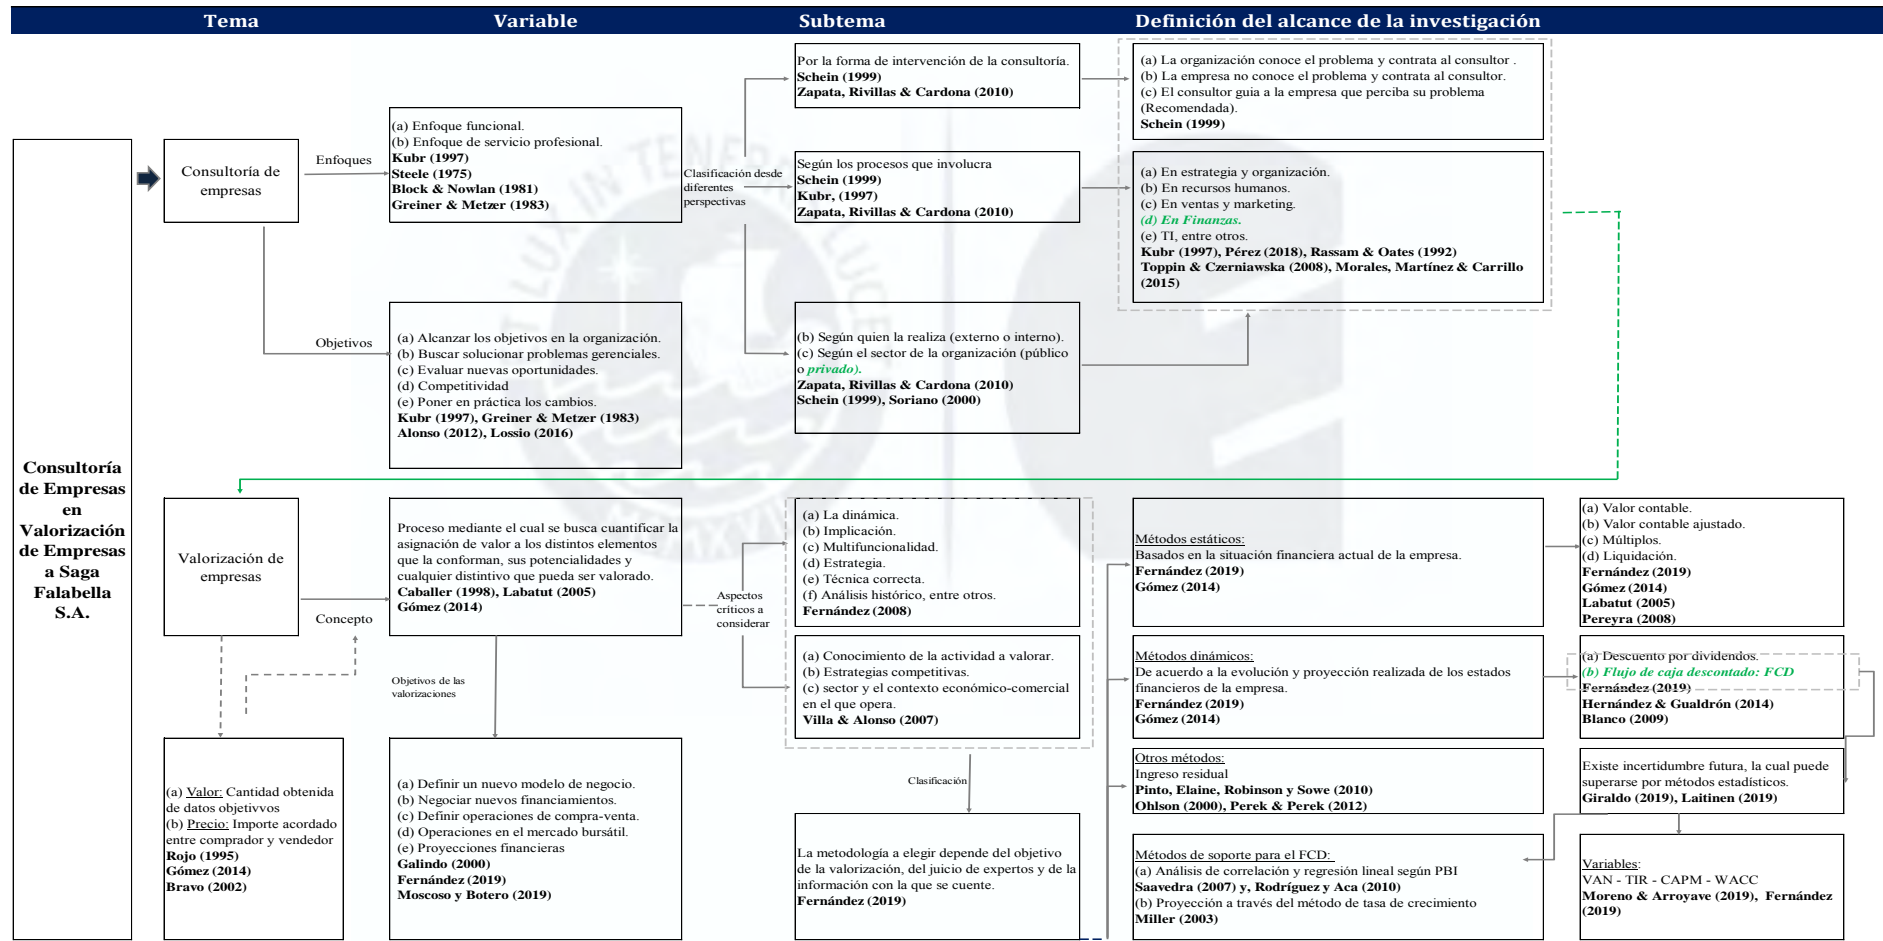 Tema Variable Subtema Definición del alcance de la investigación
Consultoría
de Empresas
en
Valorización
de Empresas
a Saga
Falabella
S.A.
Consultoría de
empresas
Enfoques
(a) Enfoque funcional.
(b) Enfoque de servicio profesional.
Kubr (1997)
Steele (1975)
Block & Nowlan (1981)
Greiner & Metzer (1983)
Objetivos
(a) Alcanzar los objetivos en la organización.
(b) Buscar solucionar problemas gerenciales.
(c) Evaluar nuevas oportunidades.
(d) Competitividad
(e) Poner en práctica los cambios.
Kubr (1997), Greiner & Metzer (1983)
Alonso (2012), Lossio (2016)
Clasificación desde
diferentes
perspectivas
Por la forma de intervención de la consultoría.
Schein (1999)
Zapata, Rivillas & Cardona (2010)
Según los procesos que involucra
Schein (1999)
Kubr, (1997)
Zapata, Rivillas & Cardona (2010)
(b) Según quien la realiza (externo o interno).
(c) Según el sector de la organización (público
o privado).
Zapata, Rivillas & Cardona (2010)
Schein (1999), Soriano (2000)
(a) La organización conoce el problema y contrata al consultor .
(b) La empresa no conoce el problema y contrata al consultor.
(c) El consultor guia a la empresa que perciba su problema
(Recomendada).
Schein (1999)
(a) En estrategia y organización.
(b) En recursos humanos.
(c) En ventas y marketing.
(d) En Finanzas.
(e) TI, entre otros.
Kubr (1997), Pérez (2018), Rassam & Oates (1992)
Toppin & Czerniawska (2008), Morales, Martínez & Carrillo
(2015)
T LUX IN TENEBRIS LUCE
MCMXVII
Valorización de
empresas
Concepto
Proceso mediante el cual se busca cuantificar la
asignación de valor a los distintos elementos
que la conforman, sus potencialidades y
cualquier distintivo que pueda ser valorado.
Caballer (1998), Labatut (2005)
Gómez (2014)
(a) Valor: Cantidad obtenida
de datos objetivvos
(b) Precio: Importe acordado
entre comprador y vendedor
Rojo (1995)
Gómez (2014)
Bravo (2002)
Objetivos de las
valorizaciones
(a) Definir un nuevo modelo de negocio.
(b) Negociar nuevos financiamientos.
(c) Definir operaciones de compra-venta.
(d) Operaciones en el mercado bursátil.
(e) Proyecciones financieras
Galindo (2000)
Fernández (2019)
Moscoso y Botero (2019)
Aspectos
críticos a
considerar
(a) La dinámica.
(b) Implicación.
(c) Multifuncionalidad.
(d) Estrategia.
(e) Técnica correcta.
(f) Análisis histórico, entre otros.
Fernández (2008)
(a) Conocimiento de la actividad a valorar.
(b) Estrategias competitivas.
(c) sector y el contexto económico-comercial
en el que opera.
Villa & Alonso (2007)
Clasificación
La metodología a elegir depende del objetivo
de la valorización, del juicio de expertos y de la
información con la que se cuente.
Fernández (2019)
Métodos estáticos:
Basados en la situación financiera actual de la empresa.
Fernández (2019)
Gómez (2014)
(a) Valor contable.
(b) Valor contable ajustado.
(c) Múltiplos.
(d) Liquidación.
Fernández (2019)
Gómez (2014)
Labatut (2005)
Pereyra (2008)
Métodos dinámicos:
De acuerdo a la evolución y proyección realizada de los estados
financieros de la empresa.
Fernández (2019)
Gómez (2014)
(a) Descuento por dividendos.
(b) Flujo de caja descontado: FCD
Fernández (2019)
Hernández & Gualdrón (2014)
Blanco (2009)
Otros métodos:
Ingreso residual
Pinto, Elaine, Robinson y Sowe (2010)
Ohlson (2000), Perek & Perek (2012)
Existe incertidumbre futura, la cual puede
superarse por métodos estadísticos.
Giraldo (2019), Laitinen (2019)
Métodos de soporte para el FCD:
(a) Análisis de correlación y regresión lineal según PBI
Saavedra (2007) y, Rodríguez y Aca (2010)
(b) Proyección a través del método de tasa de crecimiento
Miller (2003)
Variables:
VAN - TIR - CAPM - WACC
Moreno & Arroyave (2019), Fernández
(2019)